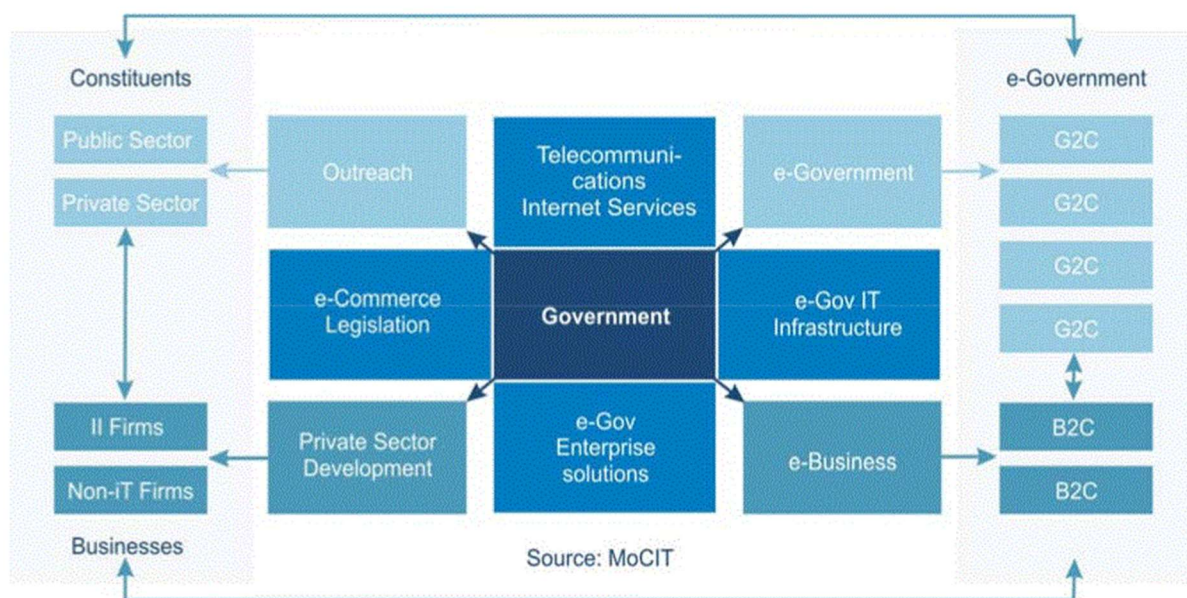 Constituents
Public Sector
Private Sector
II Firms
Non-iT Firms
Businesses
Outreach
e-Commerce
Legislation
Private Sector
Development
Telecommuni-
cations
Internet Services
Government
e-Gov
Enterprise
solutions
e-Government
e-Gov IT
Infrastructure
e-Business
e-Government
G2C
G2C
G2C
G2C
B2C
B2C
Source: MoCIT